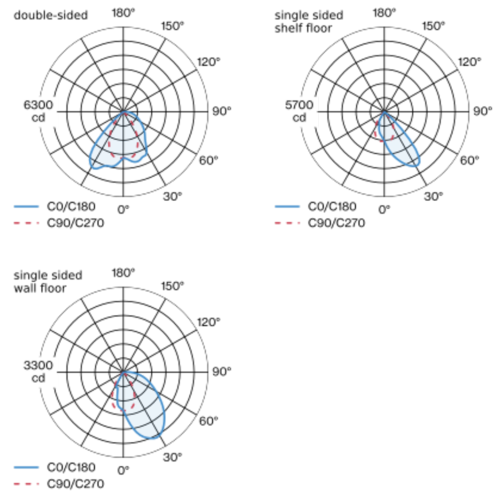 double-sided
180°
150°
120°
6300
cd
90°
60°
30°
0°
C0/C180
C90/C270
single sided
shelf floor
180°
150°
120°
5700
cd
90°
60°
30°
0°
C0/C180
C90/C270
single sided
wall floor
180°
150°
120°
3300
cd
90°
60°
30°
0°
C0/C180
C90/C270